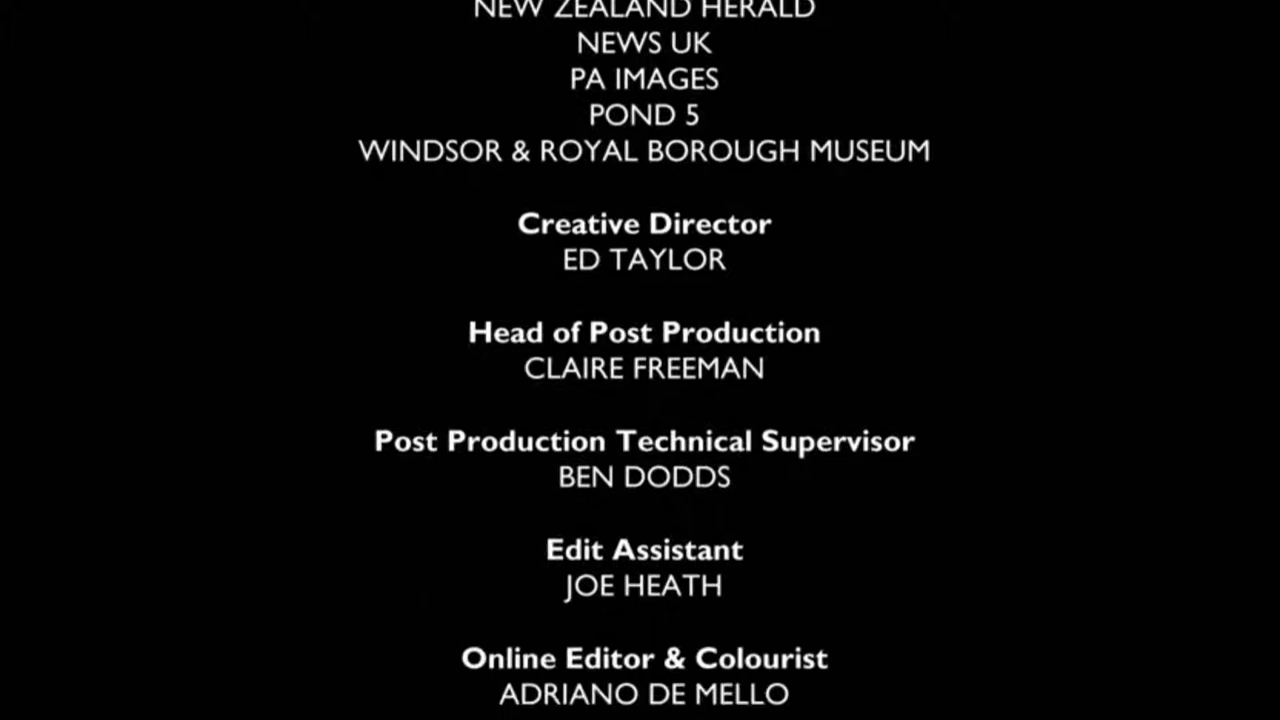 NEW ZEALAND HERALD
NEWS UK
PA IMAGES
POND 5
WINDSOR & ROYAL BOROUGH MUSEUM
Creative Director
ED TAYLOR
Head of Post Production
CLAIRE FREEMAN
Post Production Technical Supervisor
BEN DODDS
Edit Assistant
JOE HEATH
Online Editor & Colourist
ADRIANO DE MELLO